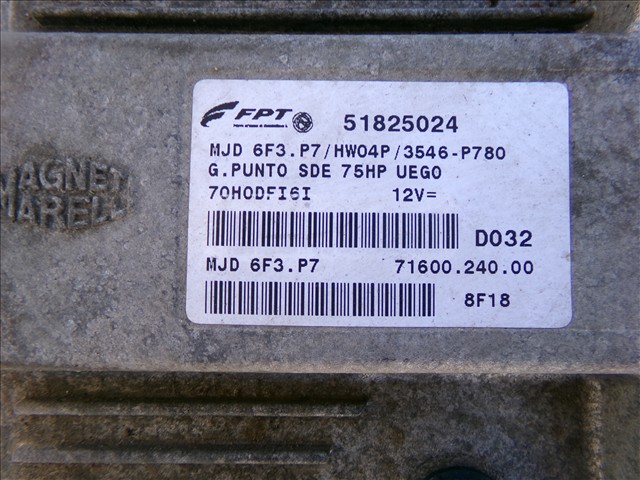 MAGNETI
MARELLI
FPT
51825024
MJD 6F3.P7/HW04P/3546-P780
G.PUNTO SDE 75HP UEGO
70H0DFI6I 12V=
D032
MJD 6F3.P7 71600.240.00
8F18